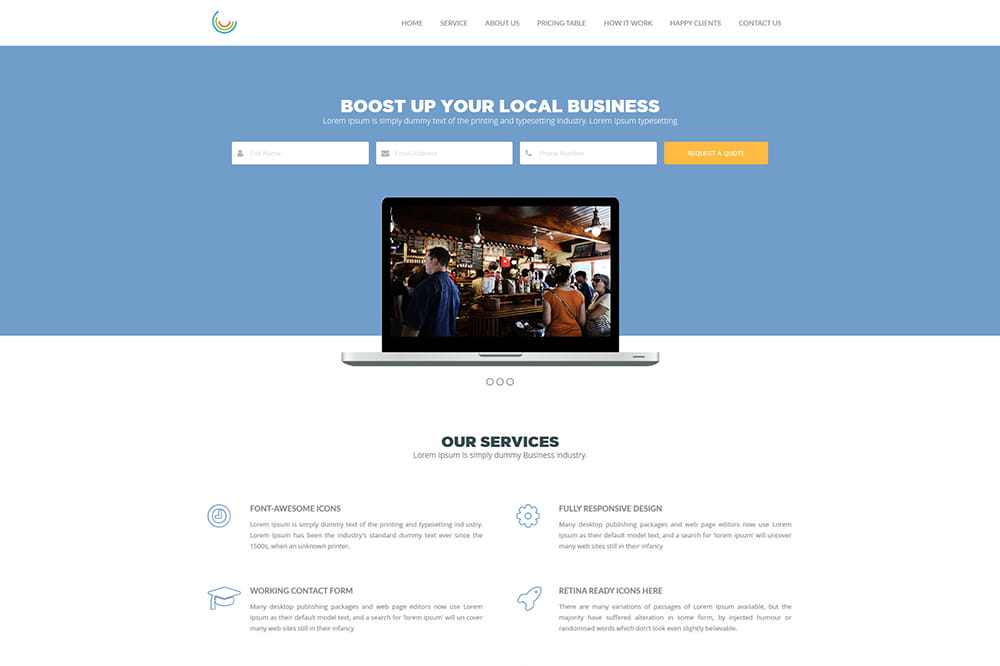 HOME SERVICE ABOUT US PRICING TABLE HOW IT WORK HAPPY CLIENTS CONTACT US
BOOST UP YOUR LOCAL BUSINESS
Lorem Ipsum is simply dummy text of the printing and typesetting industry. Lorem Ipsum typesetting
Full Name Email Address Phone Number REQUEST A QUOTE
OUR SERVICES
Lorem Ipsum is simply dummy Business industry.
FONT-AWESOME ICONS
Lorem Ipsum is simply dummy text of the printing and typesetting ind ustry.
Lorem Ipsum has been the industry's standard dummy text ever since the
1500s, when an unknown printer.
FULLY RESPONSIVE DESIGN
Many desktop publishing packages and web page editors now use Lorem
Ipsum as their default model text, and a search for 'lorem ipsum' will uncover
many web sites still in their infancy
WORKING CONTACT FORM
Many desktop publishing packages and web page editors now use Lorem
Ipsum as their default model text, and a search for 'lorem ipsum' will uncover
many web sites still in their infancy
RETINA READY ICONS HERE
There are many variations of passages of Lorem Ipsum available, but the
majority have suffered alteration in some form, by injected humour or
randomised words which don't look even slightly believable.